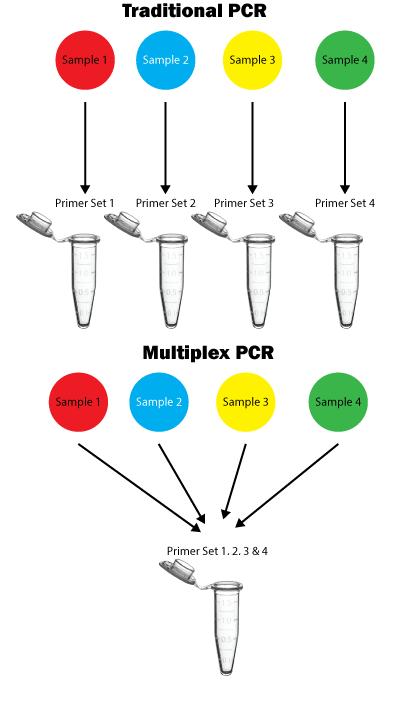 Traditional PCR
Sample 1 Sample 2 Sample 3 Sample 4
Primer Set 1 Primer Set 2 Primer Set 3 Primer Set 4
Multiplex PCR
Sample 1 Sample 2 Sample 3 Sample 4
Primer Set 1. 2. 3 & 4